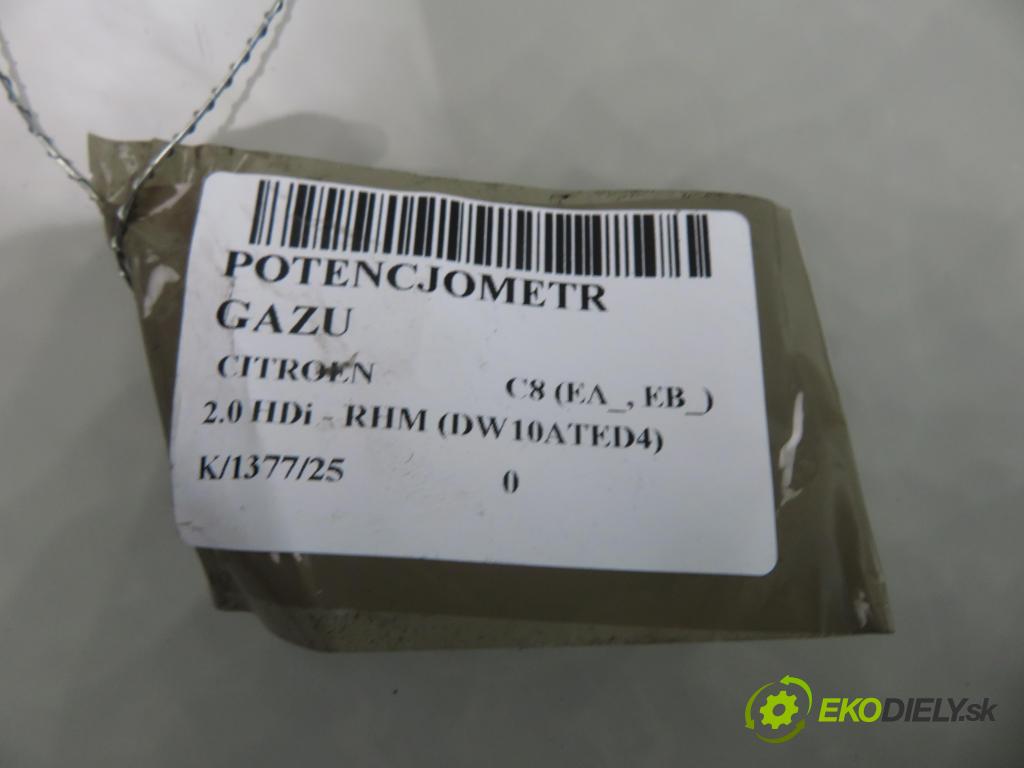 POTENCJOMETR
GAZU
CITROEN C8 (EA_, EB_)
2.0 HDi - RHM (DW10ATED4)
K/1377/25 0
EKODIELY.sk